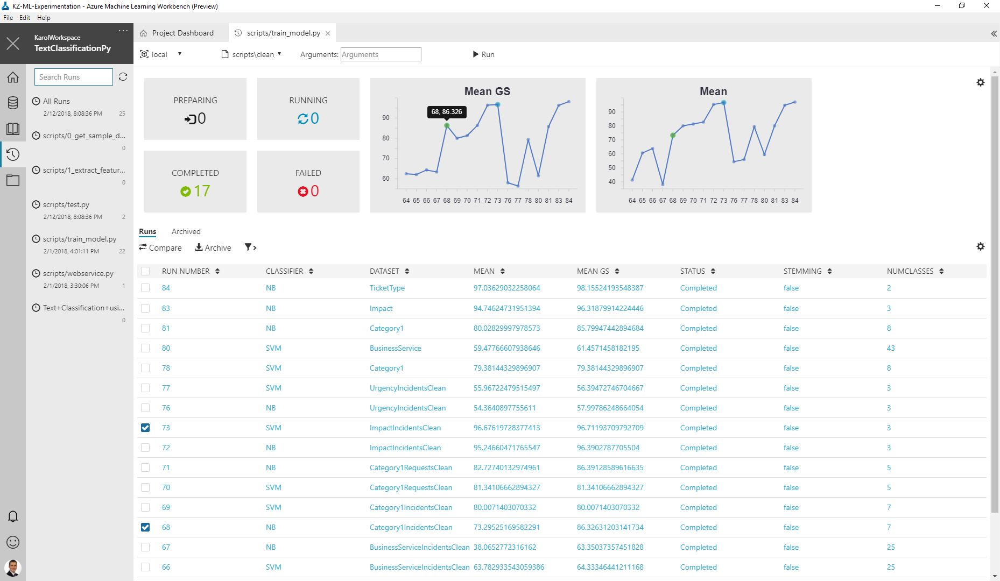 KZ-ML-Experimentation - Azure Machine Learning Workbench (Preview)
File Edit Help
KarolWorkspace
TextClassificationPy
Search Runs
All Runs
2/12/2018, 8:08:36 PM 25
scripts/0_get_sample_d...
0
scripts/1_extract_featur...
0
scripts/test.py
2/12/2018, 8:08:36 PM 2
scripts/train_model.py
2/1/2018, 4:01:11 PM 22
scripts/webservice.py
2/1/2018, 3:30:06 PM 1
Text+Classification+usi...
0
Project Dashboard scripts/train_model.py
local scripts\clean_ Arguments: Arguments Run
PREPARING
0
RUNNING
0
COMPLETED
17
FAILED
0
Mean GS
68, 86.326
90
80
70
60
64 65 66 67 68 69 70 71 72 73 76 77 78 80 81 83 84
Mean
90
80
70
60
50
40
64 65 66 67 68 69 70 71 72 73 76 77 78 80 81 83 84
Runs Archived
Compare Archive
RUN NUMBER CLASSIFIER DATASET MEAN MEAN GS STATUS STEMMING NUMCLASSES
84 NB TicketType 97.03629032258064 98.15524193548387 Completed false 2
83 NB Impact 94.74624731951394 96.31879914224446 Completed false 3
81 NB Category1 80.02829997978573 85.79947442894684 Completed false 8
80 SVM BusinessService 59.47766607938646 61.4571458182195 Completed false 43
78 SVM Category1 79.38144329896907 79.38144329896907 Completed false 8
77 SVM UrgencyIncidentsClean 55.96722479515497 56.39472746704667 Completed false 3
76 NB UrgencyIncidentsClean 54.3640897755611 57.99786248664054 Completed false 3
73 SVM ImpactIncidentsClean 96.67619728377413 96.71193709792709 Completed false 3
72 NB ImpactIncidentsClean 95.24660471765547 96.3902787705504 Completed false 3
71 NB Category1RequestsClean 82.72740132974961 86.39128589616635 Completed false 5
70 SVM Category1RequestsClean 81.34106662894327 81.34106662894327 Completed false 5
69 SVM Category1IncidentsClean 80.0071403070332 80.0071403070332 Completed false 7
68 NB Category1IncidentsClean 73.29525169582291 86.32631203141734 Completed false 7
67 NB BusinessServiceIncidentsClean 38.0652772316162 63.35037357451828 Completed false 25
66 SVM BusinessServiceIncidentsClean 63.782933543059386 64.33346441211168 Completed false 25